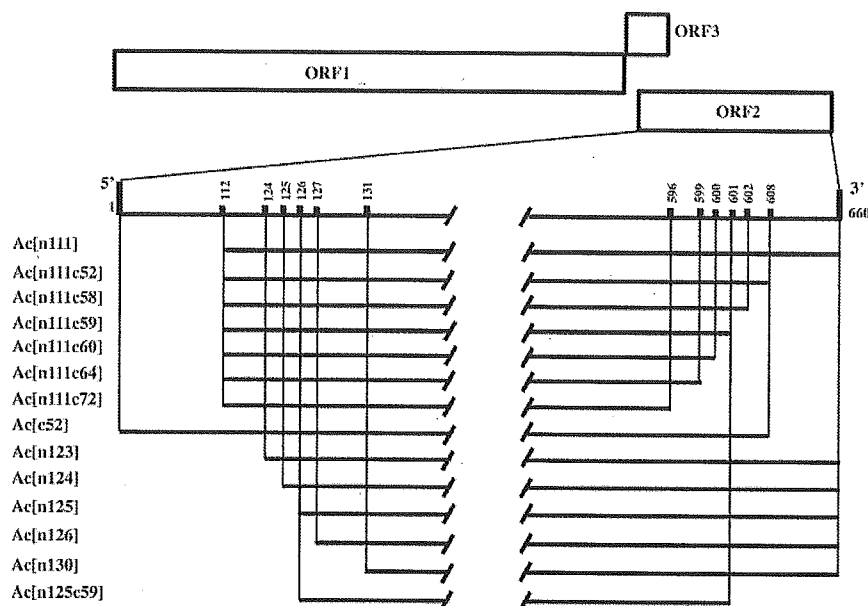 ORF3
ORF1
ORF2
5'
1
112
124
125
126
127
131
596
599
600
601
602
608
3'
660
Ac[n111]
Ac[n111c52]
Ac[n111c58]
Ac[n111c59]
Ac[n111c60]
Ac[n111c64]
Ac[n111c72]
Ac[c52]
Ac[n123]
Ac[n124]
Ac[n125]
Ac[n126]
Ac[n130]
Ac[n125c59]